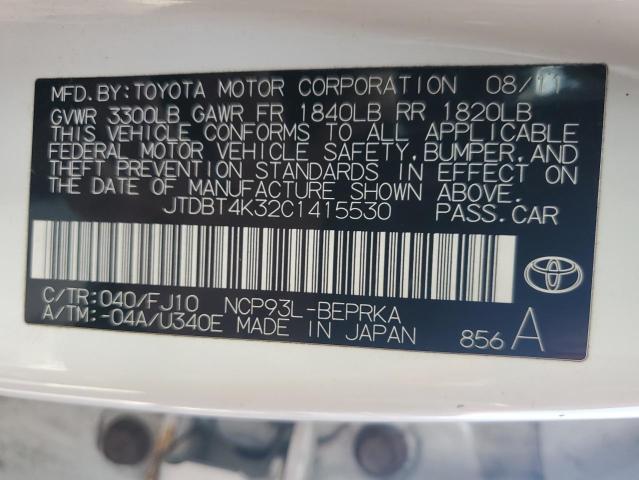 MFD. BY: TOYOTA MOTOR CORPORATION 08/11
GVWR 3300LB GAWR FR 1840LB RR 1820LB
THIS VEHICLE CONFORMS TO ALL APPLICABLE
FEDERAL MOTOR VEHICLE SAFETY, BUMPER, AND
THEFT PREVENTION STANDARDS IN EFFECT ON
THE DATE OF MANUFACTURE SHOWN ABOVE.
JTDBT4K32C1415530 PASS. CAR
C/TR: 040/FJ10 NCP93L-BEPRKA
A/TM: -04A/U340E MADE IN JAPAN 856 A